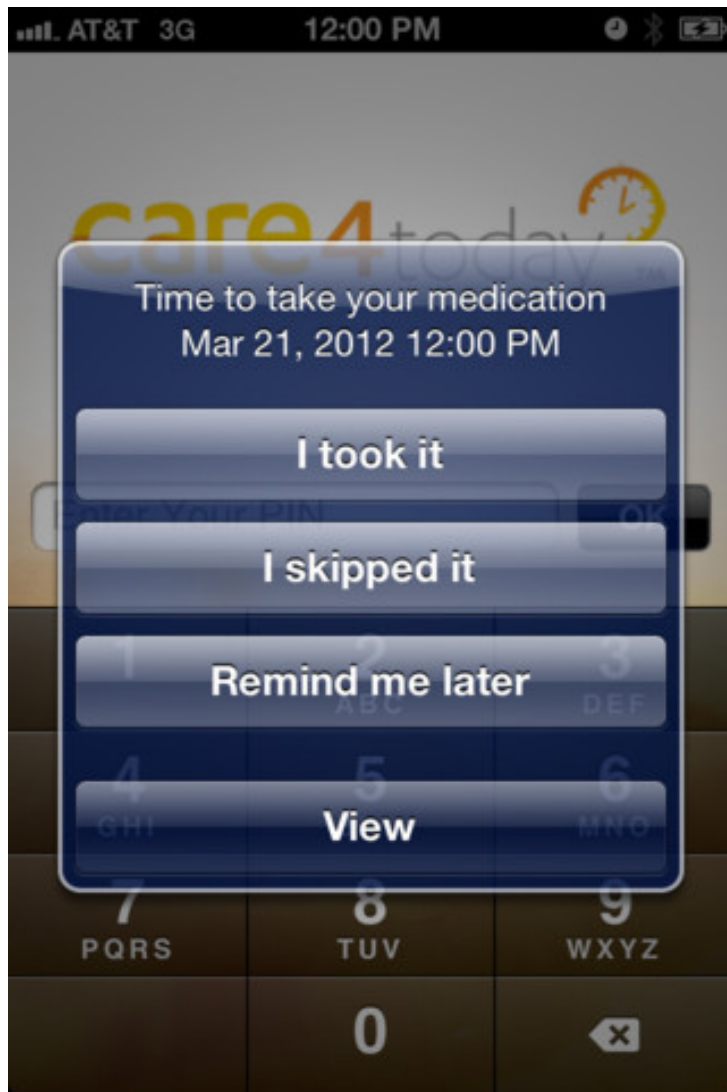 AT&T 3G 12:00 PM
care4today
TM
Time to take your medication
Mar 21, 2012 12:00 PM
I took it
Enter Your PIN OK
I skipped it
1 2 3
ABC DEF
Remind me later
4 5 6
GHI MNO
View
7 8 9
PQRS TUV WXYZ
0